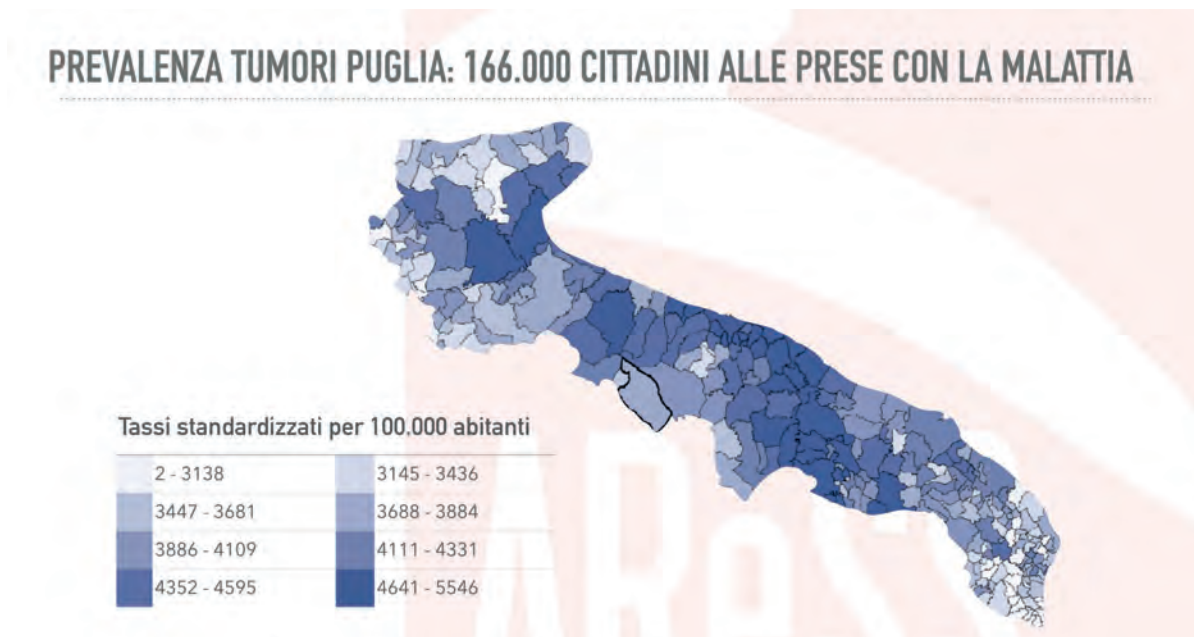 PREVALENZA TUMORI PUGLIA: 166.000 CITTADINI ALLE PRESE CON LA MALATTIA
Tassi standardizzati per 100,000 abitanti
2 - 3138
3145 - 3436
3447 - 3681
3688 - 3884
3886 - 4109
4111 - 4331
4352 - 4595
4641 - 5546
AReSS